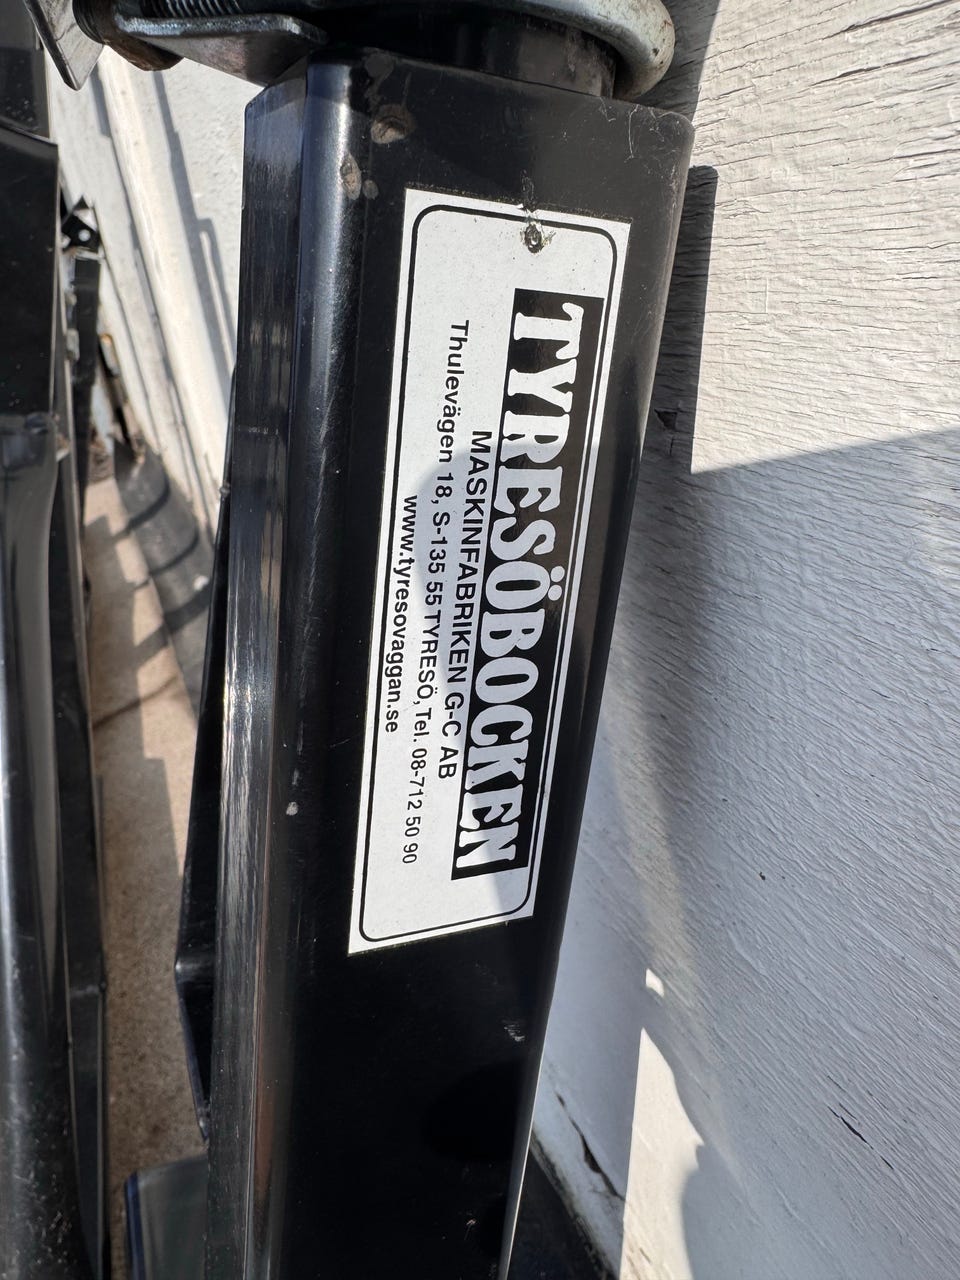 TYRESÖBOCKEN
MASKINFABRIKEN G-C AB
Thulevägen 18, S-135 55 TYRESÖ, Tel. 08-712 50 90
www.tyresovaggan.se